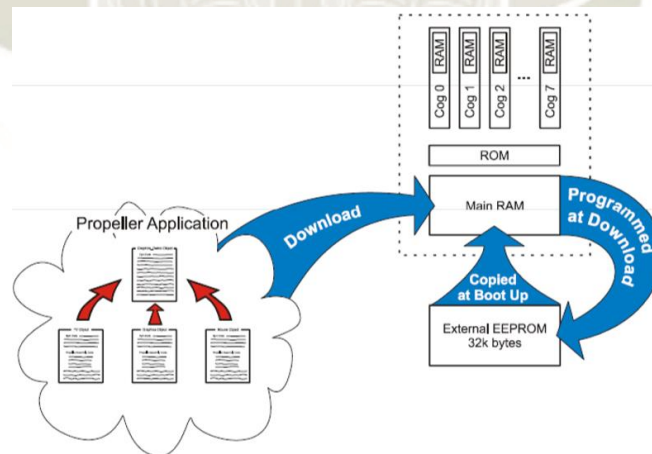 RAM
RAM
RAM
RAM
Cog 0
Cog 1
Cog 2
...
Cog 7
ROM
Main RAM
Propeller Application
Download
Programmed
at Download
Copied
at Boot Up
External EEPROM
32k bytes